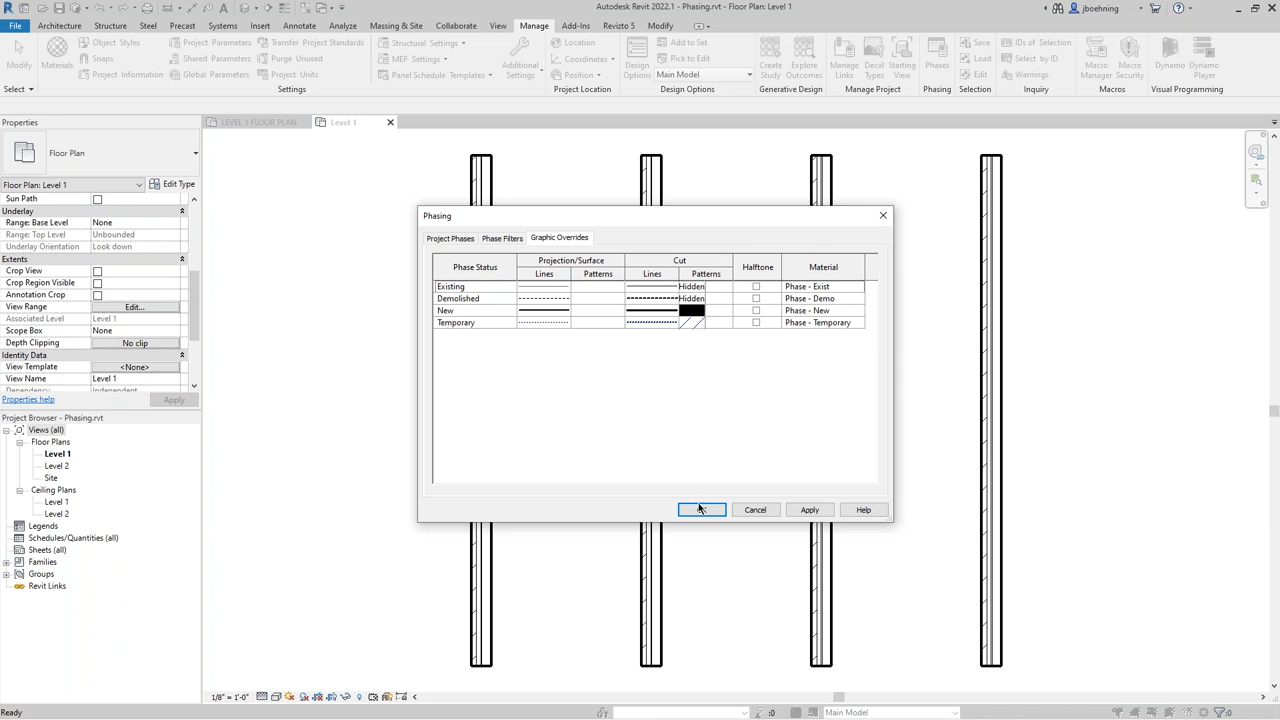 Autodesk Revit 2022.1 - Phasing.rvt - Floor Plan: Level 1
jboehning
File Architecture Structure Steel Precast Systems Insert Annotate Analyze Massing & Site Collaborate View Manage Add-Ins Revizto 5 Modify
Modify
Materials
Object Styles
Snaps
Project Information
Project Parameters
Shared Parameters
Global Parameters
Transfer Project Standards
Purge Unused
Project Units
Structural Settings
MEP Settings
Panel Schedule Templates
Additional Settings
Location
Coordinates
Position
Design Options
Add to Set
Pick to Edit
Main Model
Create Study
Explore Outcomes
Manage Links
Decal Types
Starting View
Phases
Save
Load
Edit
IDs of Selection
Select by ID
Warnings
Macro Manager
Macro Security
Dynamo
Dynamo Player
Select Settings Project Location Design Options Generative Design Manage Project Phasing Selection Inquiry Macros Visual Programming
Properties
LEVEL 1 FLOOR PLAN
Level 1
Floor Plan
Floor Plan: Level 1
Edit Type
Sun Path
Underlay
Range: Base Level None
Range: Top Level Unbounded
Underlay Orientation Look down
Extents
Crop View
Crop Region Visible
Annotation Crop
View Range Edit...
Associated Level Level 1
Scope Box None
Depth Clipping No clip
Identity Data
View Template <None>
View Name Level 1
Dependency Independent
Properties help
Apply
Project Browser - Phasing.rvt
Views (all)
Floor Plans
Level 1
Level 2
Site
Ceiling Plans
Level 1
Level 2
Legends
Schedules/Quantities (all)
Sheets (all)
Families
Groups
Revit Links
Phasing
Project Phases Phase Filters Graphic Overrides
Phase Status Projection/Surface Cut Halftone Material
Lines Patterns Lines Patterns
Existing Hidden Phase - Exist
Demolished Hidden Phase - Demo
New Phase - New
Temporary Phase - Temporary
Cancel Apply Help
1/8" = 1'-0"
Ready
:0
Main Model
:0